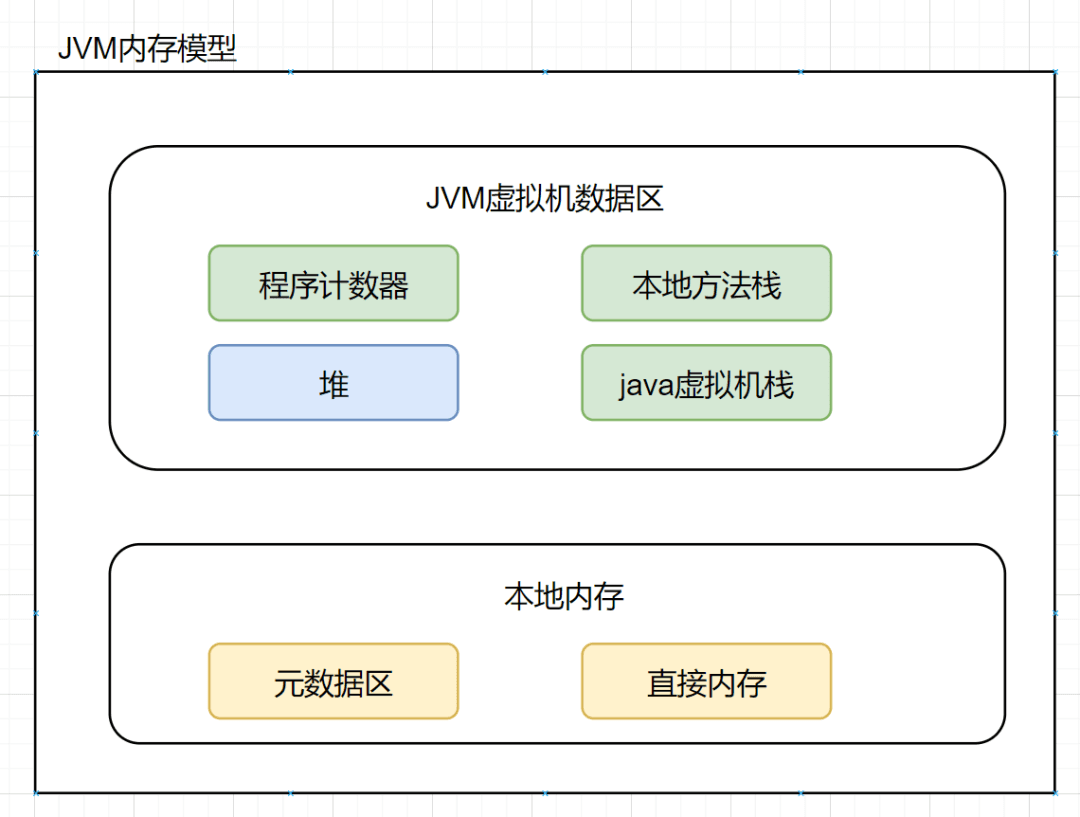 JVM内存模型
JVM虚拟机数据区
程序计数器
本地方法栈
堆
java虚拟机栈
本地内存
元数据区
直接内存